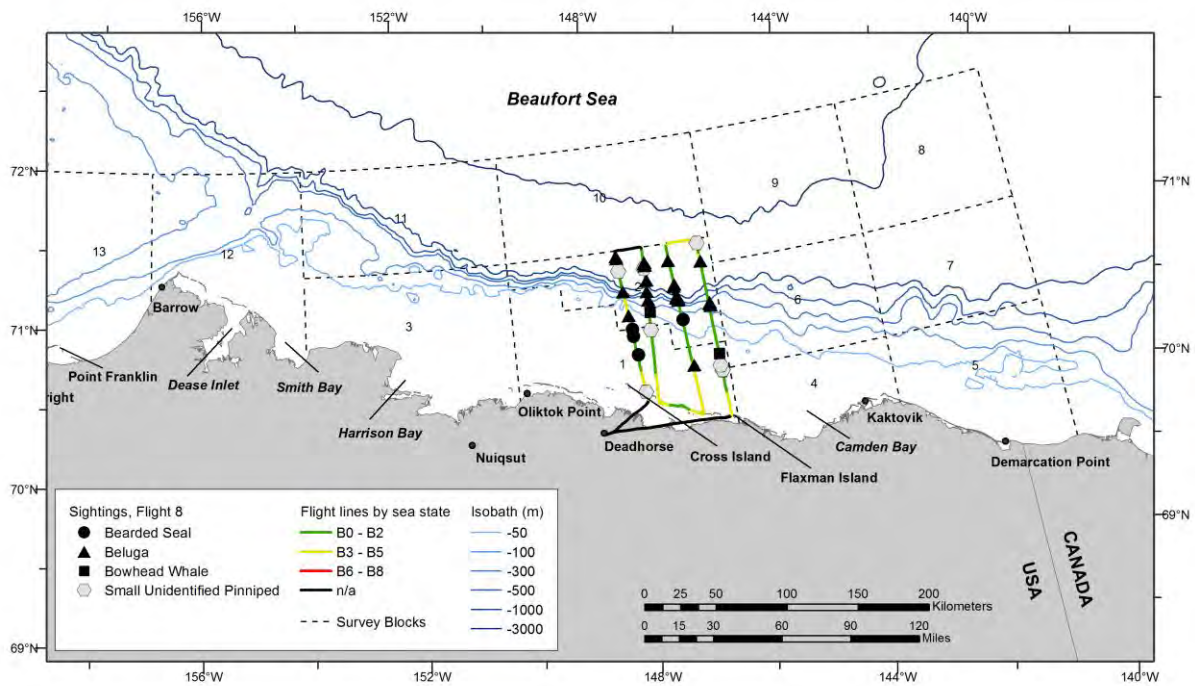 156°W 152°W 148°W 144°W 140°W
Beaufort Sea
8
9
72°N 71°N
10
11
13
7
12
2
6
Barrow
71°N 70°N
3
Point Franklin
1
5
Dease Inlet
Smith Bay
4
right
Oliktok Point
Kaktovik
Harrison Bay
Deadhorse
Camden Bay
Nuiqsut
Cross Island
Demarcation Point
Flaxman Island
70°N
69°N
Sightings, Flight 8
Bearded Seal
Beluga
Bowhead Whale
Small Unidentified Pinniped
Flight lines by sea state
B0 - B2
B3 - B5
B6 - B8
n/a
Survey Blocks
Isobath (m)
-50
-100
-300
-500
-1000
-3000
USA
CANADA
0 25 50 100 150 200
Kilometers
0 15 30 60 90 120
Miles
69°N
156°W 154°W 152°W 150°W 148°W 146°W 144°W 142°W 140°W